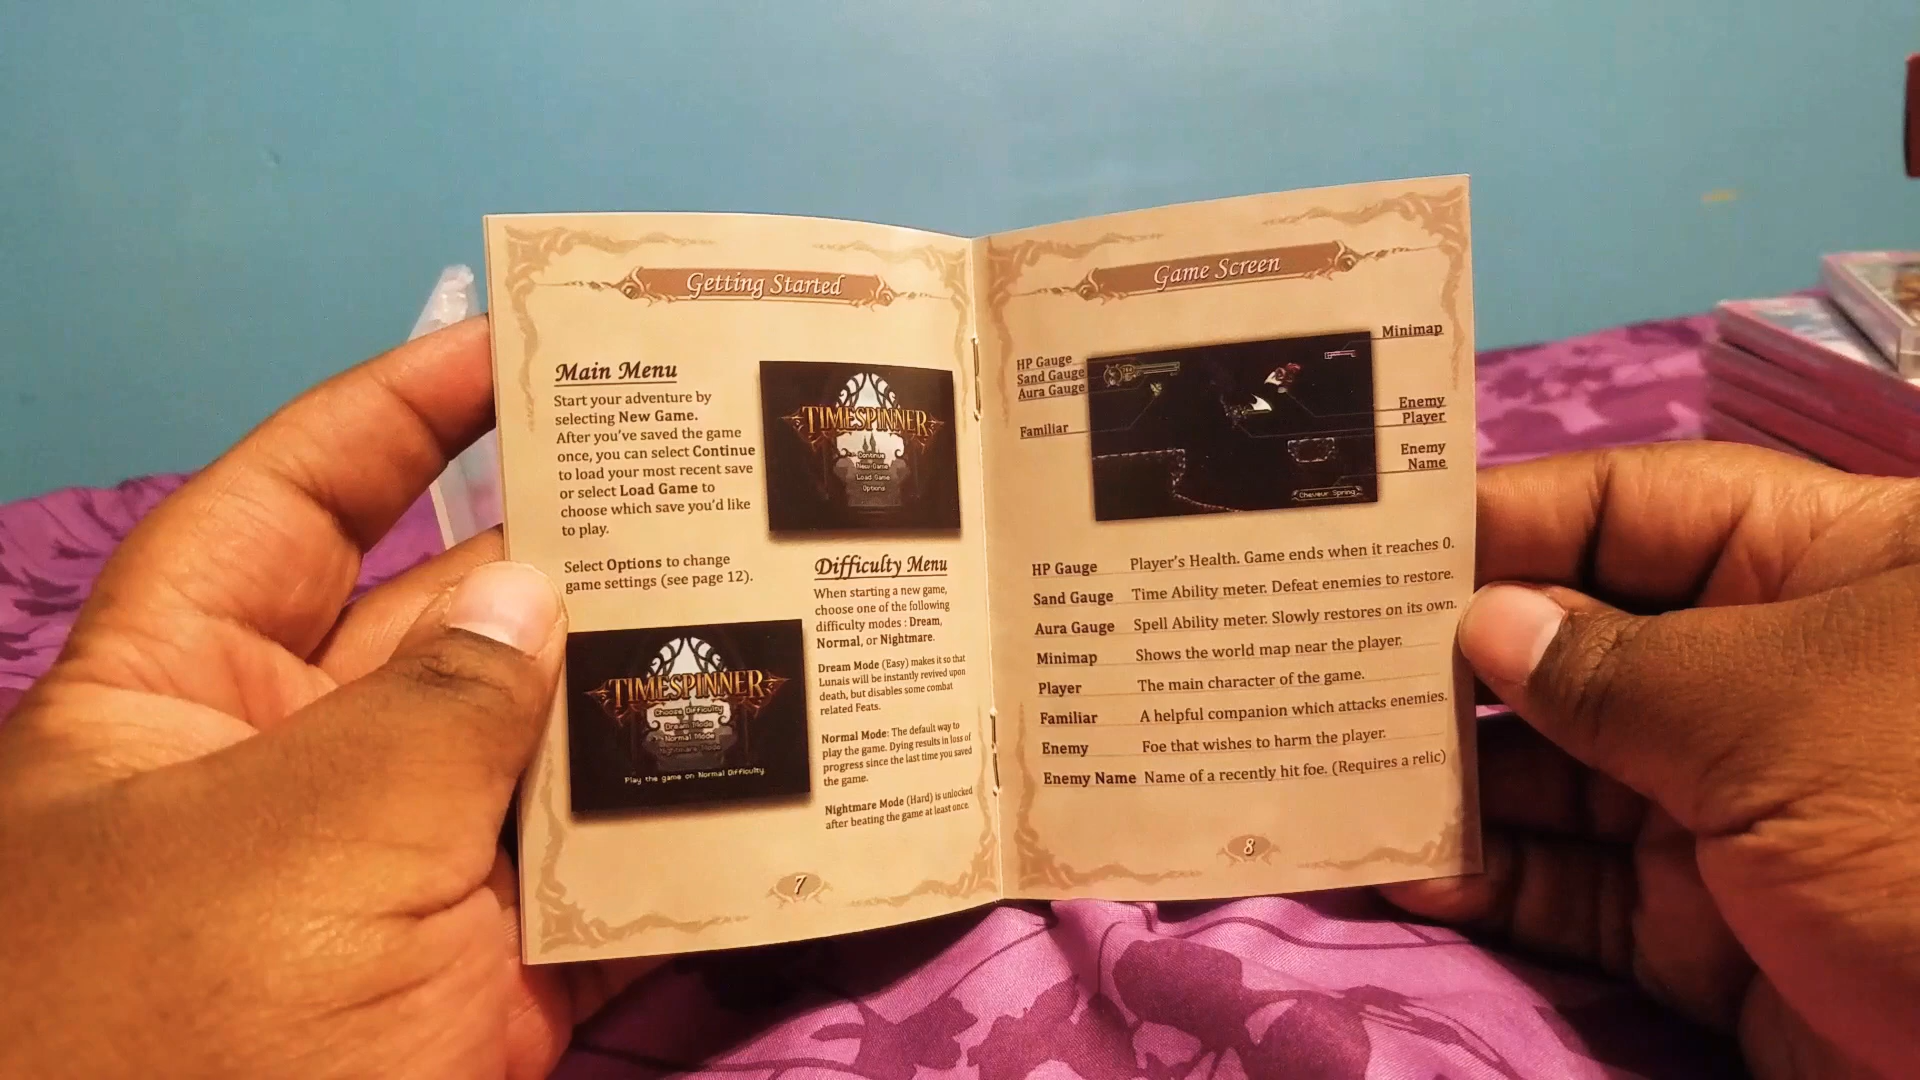 Getting Started
Main Menu
Start your adventure by
selecting New Game.
After you've saved the game
once, you can select Continue
to load your most recent save
or select Load Game to
choose which save you'd like
to play.
Select Options to change
game settings (see page 12).
TIMESPINNER
Continue
New Game
Load Game
Options
TIMESPINNER
Choose Difficulty
Dream Mode
Normal Mode
Nightmare Mode
Play the game on Normal Difficulty.
Difficulty Menu
When starting a new game,
choose one of the following
difficulty modes : Dream,
Normal, or Nightmare.
Dream Mode (Easy) makes it so that
Lunais will be instantly revived upon
death, but disables some combat
related Feats.
Normal Mode: The default way to
play the game. Dying results in loss of
progress since the last time you saved
the game.
Nightmare Mode (Hard) is unlocked
after beating the game at least once.
7
Game Screen
HP Gauge
Sand Gauge
Aura Gauge
Familiar
Minimap
Enemy
Player
Enemy
Name
Cheveur Spring
HP Gauge Player's Health. Game ends when it reaches 0.
Sand Gauge Time Ability meter. Defeat enemies to restore.
Aura Gauge Spell Ability meter. Slowly restores on its own.
Minimap Shows the world map near the player.
Player The main character of the game.
Familiar A helpful companion which attacks enemies.
Enemy Foe that wishes to harm the player.
Enemy Name Name of a recently hit foe. (Requires a relic)
8